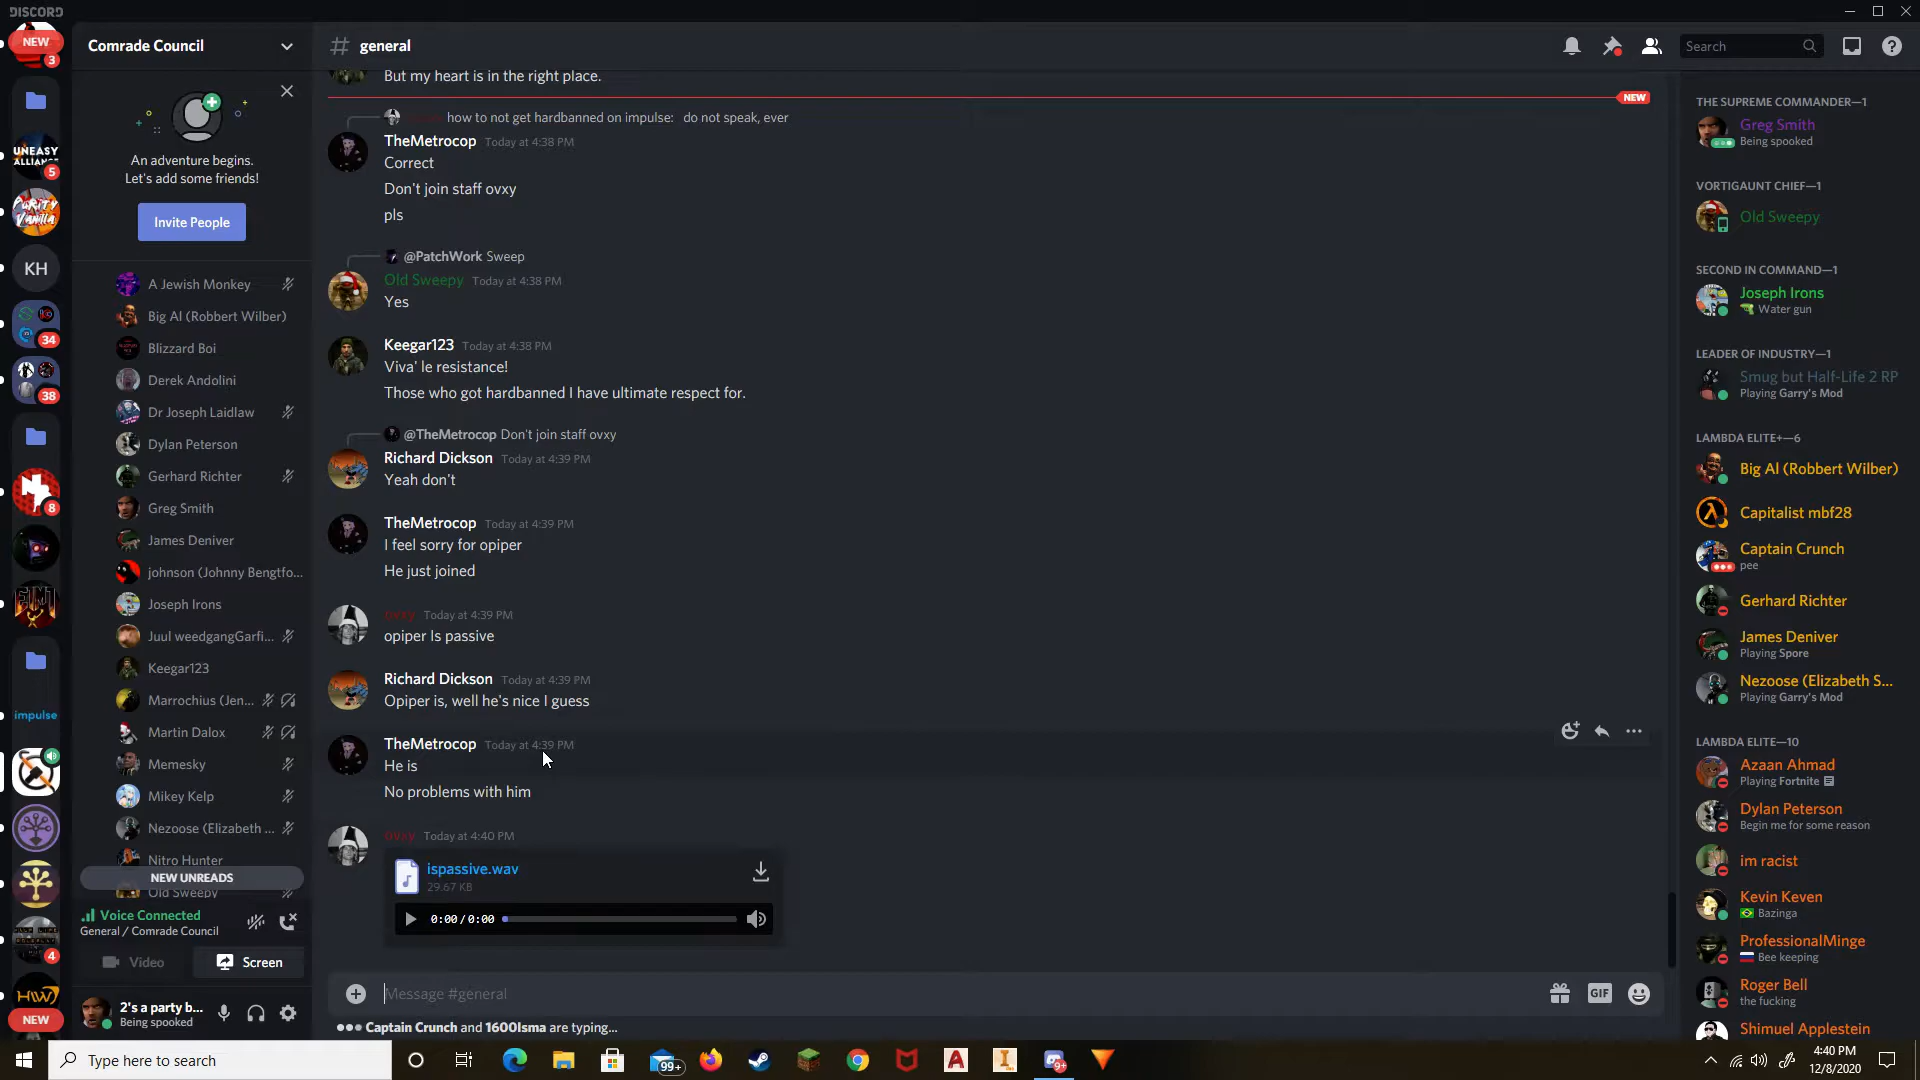 DISCORD
NEW
3
UNEASY
ALLIANCE
5
PURITY
Vanilla
KH
34
38
8
impulse
4
HW
NEW
Comrade Council
An adventure begins.
Let's add some friends!
Invite People
A Jewish Monkey
Big Al (Robbert Wilber)
Blizzard Boi
Derek Andolini
Dr Joseph Laidlaw
Dylan Peterson
Gerhard Richter
Greg Smith
James Deniver
johnson (Johnny Bengtfo...
Joseph Irons
Juul weedgangGarfi...
Keegar123
Marrochius (Jen...
Martin Dalox
Memesky
Mikey Kelp
Nezoose (Elizabeth ...
Nitro Hunter
NEW UNREADS
Old Sweepy
Voice Connected
General / Comrade Council
Video
Screen
2's a party b...
Being spooked
# general
Search
But my heart is in the right place.
NEW
how to not get hardbanned on impulse: do not speak, ever
TheMetrocop Today at 4:38 PM
Correct
Don't join staff ovxy
pls
@PatchWork Sweep
Old Sweepy Today at 4:38 PM
Yes
Keegar123 Today at 4:38 PM
Viva' le resistance!
Those who got hardbanned I have ultimate respect for.
@TheMetrocop Don't join staff ovxy
Richard Dickson Today at 4:39 PM
Yeah don't
TheMetrocop Today at 4:39 PM
I feel sorry for opiper
He just joined
ovxy Today at 4:39 PM
opiper Is passive
Richard Dickson Today at 4:39 PM
Opiper is, well he's nice I guess
TheMetrocop Today at 4:39 PM
He is
No problems with him
ovxy Today at 4:40 PM
ispassive.wav
29.67 KB
0:00/0:00
Message #general
GIF
Captain Crunch and 1600Isma are typing...
THE SUPREME COMMANDER—1
Greg Smith
Being spooked
VORTIGAUNT CHIEF—1
Old Sweepy
SECOND IN COMMAND—1
Joseph Irons
Water gun
LEADER OF INDUSTRY—1
Smug but Half-Life 2 RP
Playing Garry's Mod
LAMBDA ELITE+—6
Big Al (Robbert Wilber)
Capitalist mbf28
Captain Crunch
pee
Gerhard Richter
James Deniver
Playing Spore
Nezoose (Elizabeth S...
Playing Garry's Mod
LAMBDA ELITE—10
Azaan Ahmad
Playing Fortnite
Dylan Peterson
Begin me for some reason
im racist
Kevin Keven
Bazinga
ProfessionalMinge
Bee keeping
Roger Bell
the fucking
Shimuel Applestein
Type here to search
99+
9+
4:40 PM
12/8/2020